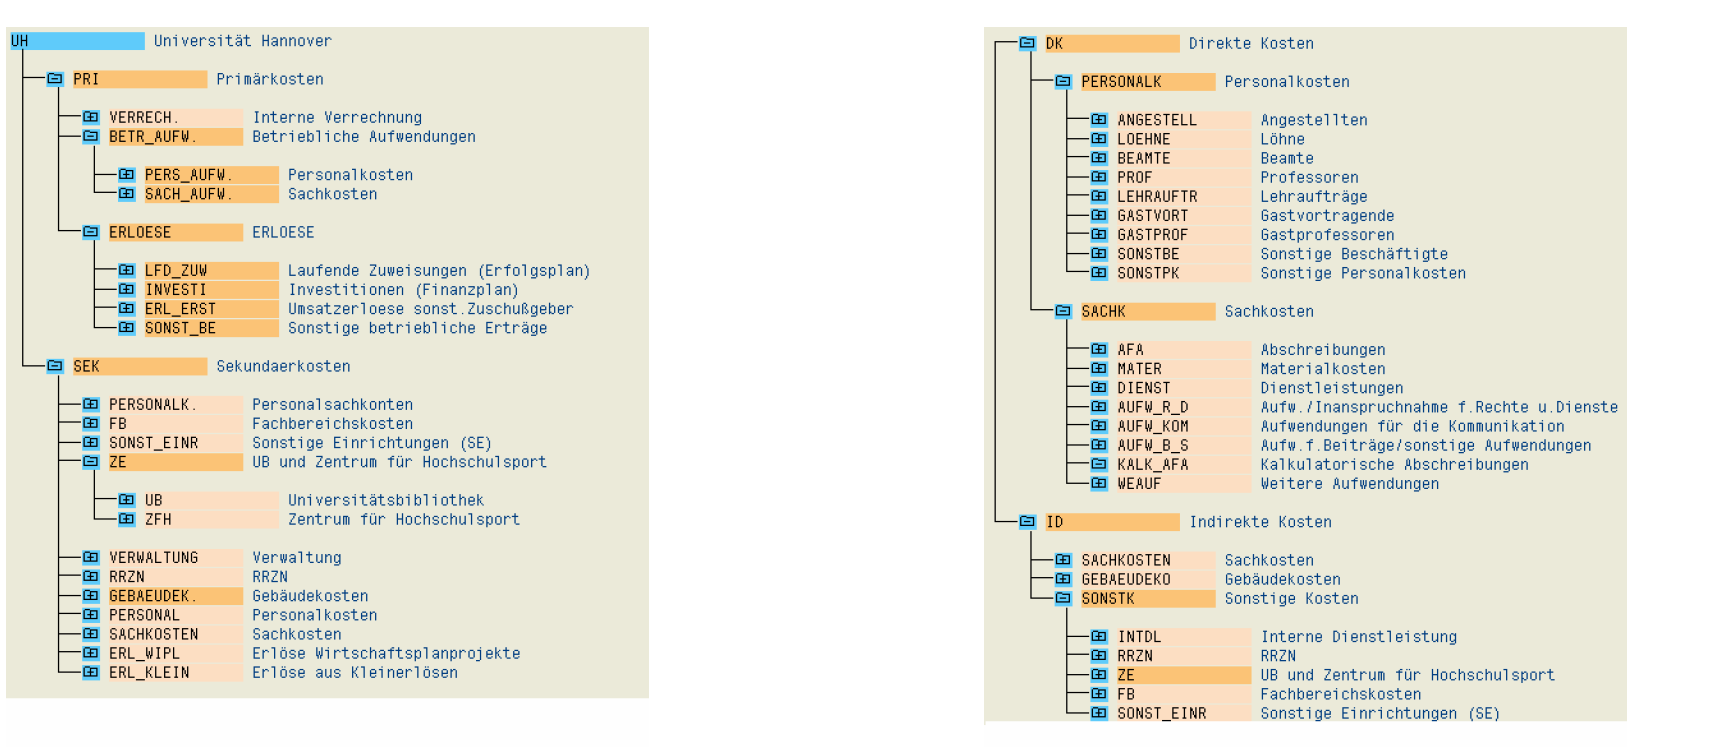 UH Universität Hannover
PRI Primärkosten
VERRECH. Interne Verrechnung
BETR_AUFW. Betriebliche Aufwendungen
PERS_AUFW. Personalkosten
SACH_AUFW. Sachkosten
ERLOESE ERLOESE
LFD_ZUW Laufende Zuweisungen (Erfolgsplan)
INVESTI Investitionen (Finanzplan)
ERL_ERST Umsatzerloese sonst.Zuschußgeber
SONST_BE Sonstige betriebliche Erträge
SEK Sekundaerkosten
PERSONALK. Personalsachkonten
FB Fachbereichskosten
SONST_EINR Sonstige Einrichtungen (SE)
ZE UB und Zentrum für Hochschulsport
UB Universitätsbibliothek
ZFH Zentrum für Hochschulsport
VERWALTUNG Verwaltung
RRZN RRZN
GEBAEUDEK. Gebäudekosten
PERSONAL Personalkosten
SACHKOSTEN Sachkosten
ERL_WIPL Erlöse Wirtschaftsplanprojekte
ERL_KLEIN Erlöse aus Kleinerlösen
DK Direkte Kosten
PERSONALK Personalkosten
ANGESTELL Angestellten
LOEHNE Löhne
BEAMTE Beamte
PROF Professoren
LEHRAUFTR Lehraufträge
GASTVORT Gastvortragende
GASTPROF Gastprofessoren
SONSTBE Sonstige Beschäftigte
SONSTPK Sonstige Personalkosten
SACHK Sachkosten
AFA Abschreibungen
MATER Materialkosten
DIENST Dienstleistungen
AUFW_R_D Aufw./Inanspruchnahme f.Rechte u.Dienste
AUFW_KOM Aufwendungen für die Kommunikation
AUFW_B_S Aufw.f.Beiträge/sonstige Aufwendungen
KALK_AFA Kalkulatorische Abschreibungen
WEAUF Weitere Aufwendungen
ID Indirekte Kosten
SACHKOSTEN Sachkosten
GEBAEUDEKO Gebäudekosten
SONSTK Sonstige Kosten
INTDL Interne Dienstleistung
RRZN RRZN
ZE UB und Zentrum für Hochschulsport
FB Fachbereichskosten
SONST_EINR Sonstige Einrichtungen (SE)